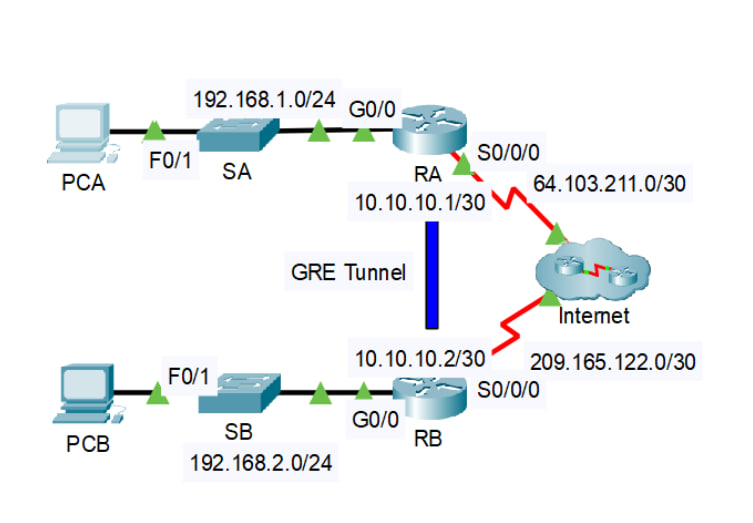 192.168.1.0/24
G0/0
F0/1
SA
PCA
RA
S0/0/0
64.103.211.0/30
10.10.10.1/30
GRE Tunnel
Internet
10.10.10.2/30
209.165.122.0/30
F0/1
S0/0/0
G0/0
SB
PCB
RB
192.168.2.0/24